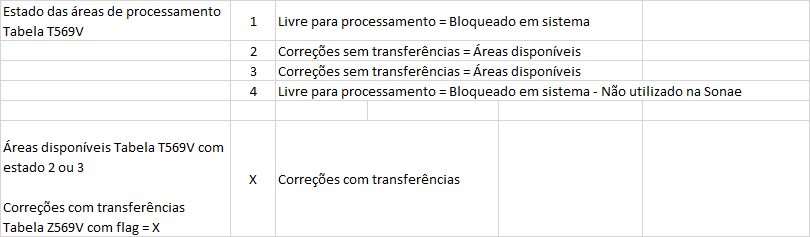 Estado das áreas de processamento
Tabela T569V
1 Livre para processamento = Bloqueado em sistema
2 Correções sem transferências = Áreas disponíveis
3 Correções sem transferências = Áreas disponíveis
4 Livre para processamento = Bloqueado em sistema - Não utilizado na Sonae
Áreas disponíveis Tabela T569V com
estado 2 ou 3
X Correções com transferências
Correções com transferências
Tabela Z569V com flag = X